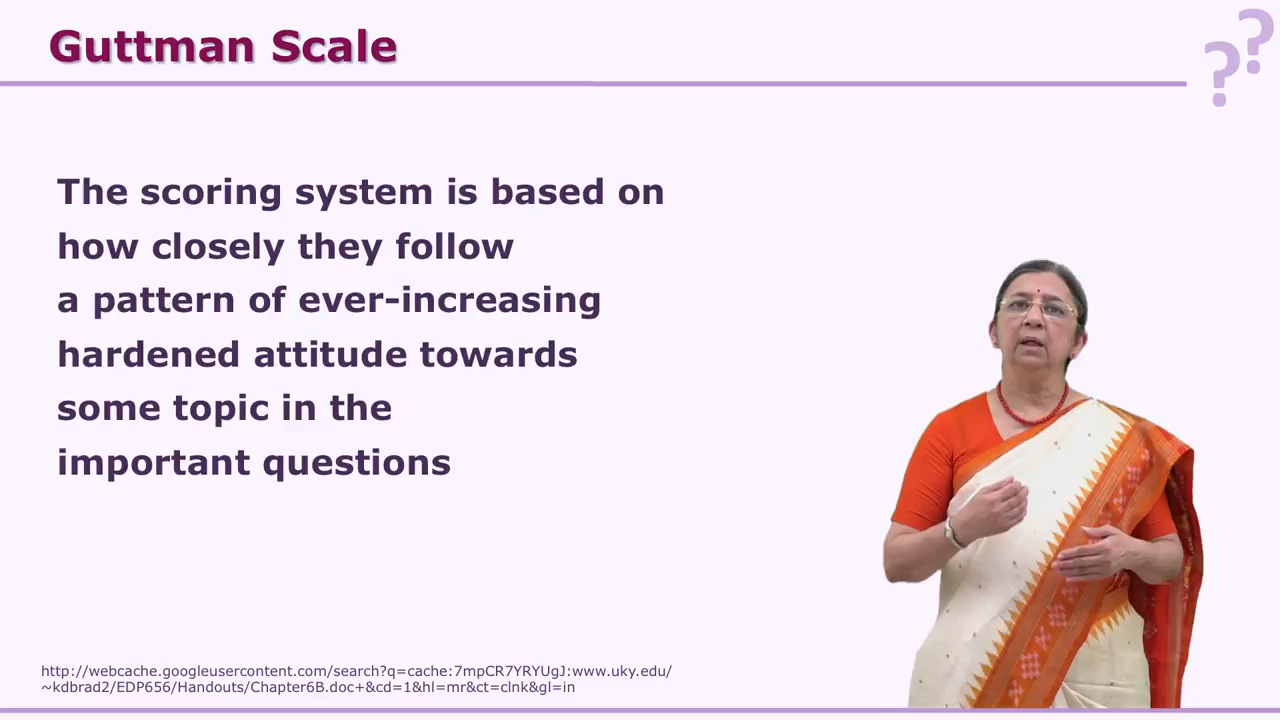 Guttman Scale
??
The scoring system is based on
how closely they follow
a pattern of ever-increasing
hardened attitude towards
some topic in the
important questions
http://webcache.googleusercontent.com/search?q=cache:7mpCR7YRYUgJ:www.uky.edu/
~kdbrad2/EDP656/Handouts/Chapter6B.doc+&cd=1&hl=mr&ct=clnk&gl=in